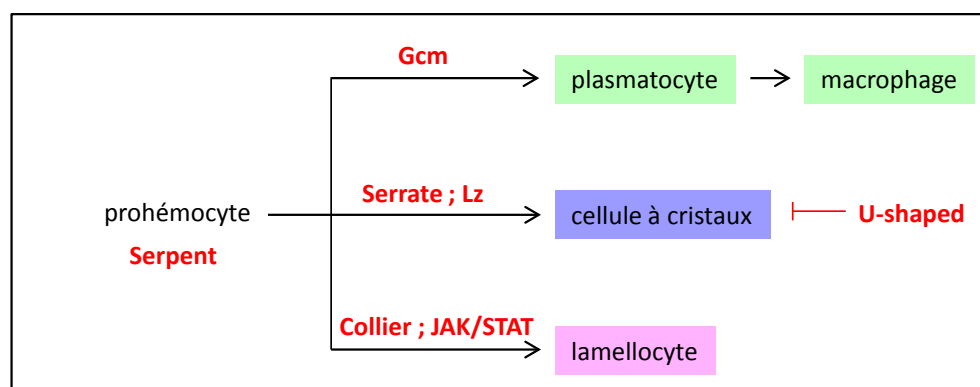 Gcm
plasmatocyte
macrophage
Serrate ; Lz
prohémocyte
cellule à cristaux
U-shaped
Serpent
Collier ; JAK/STAT
lamellocyte